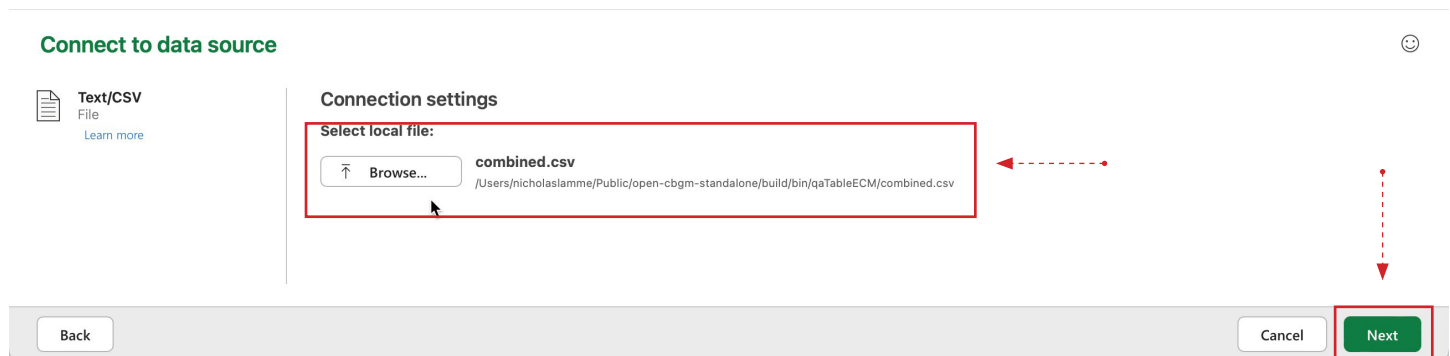 Connect to data source
Text/CSV
File
Learn more
Connection settings
Select local file:
Browse...
combined.csv
/Users/nicholaslamme/Public/open-cbgm-standalone/build/bin/qaTableECM/combined.csv
Back
Cancel
Next